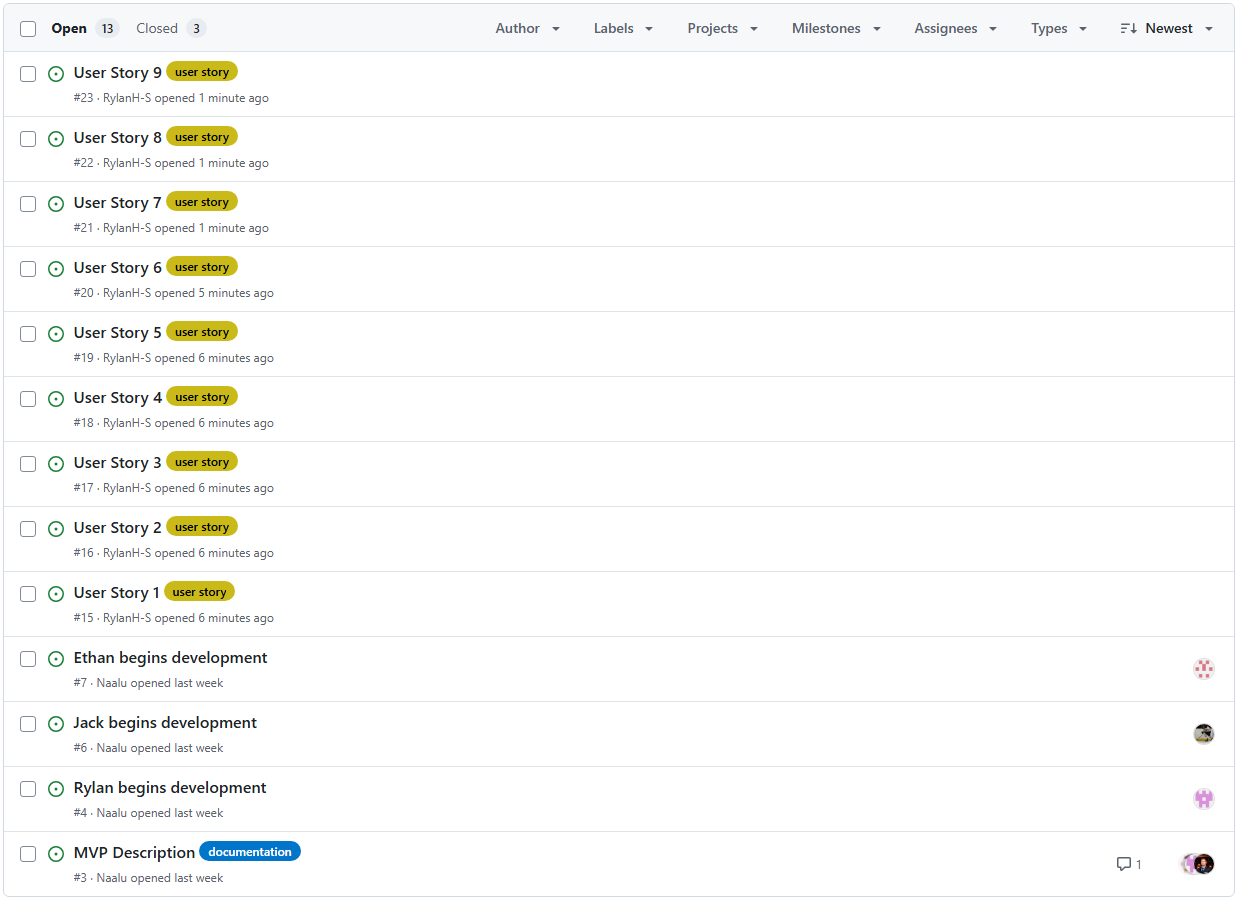 Open 13 Closed 3 Author Labels Projects Milestones Assignees Types Newest
User Story 9 user story
#23 · RylanH-S opened 1 minute ago
User Story 8 user story
#22 · RylanH-S opened 1 minute ago
User Story 7 user story
#21 · RylanH-S opened 1 minute ago
User Story 6 user story
#20 · RylanH-S opened 5 minutes ago
User Story 5 user story
#19 · RylanH-S opened 6 minutes ago
User Story 4 user story
#18 · RylanH-S opened 6 minutes ago
User Story 3 user story
#17 · RylanH-S opened 6 minutes ago
User Story 2 user story
#16 · RylanH-S opened 6 minutes ago
User Story 1 user story
#15 · RylanH-S opened 6 minutes ago
Ethan begins development
#7 · Naalu opened last week
Jack begins development
#6 · Naalu opened last week
Rylan begins development
#4 · Naalu opened last week
MVP Description documentation
#3 · Naalu opened last week 1